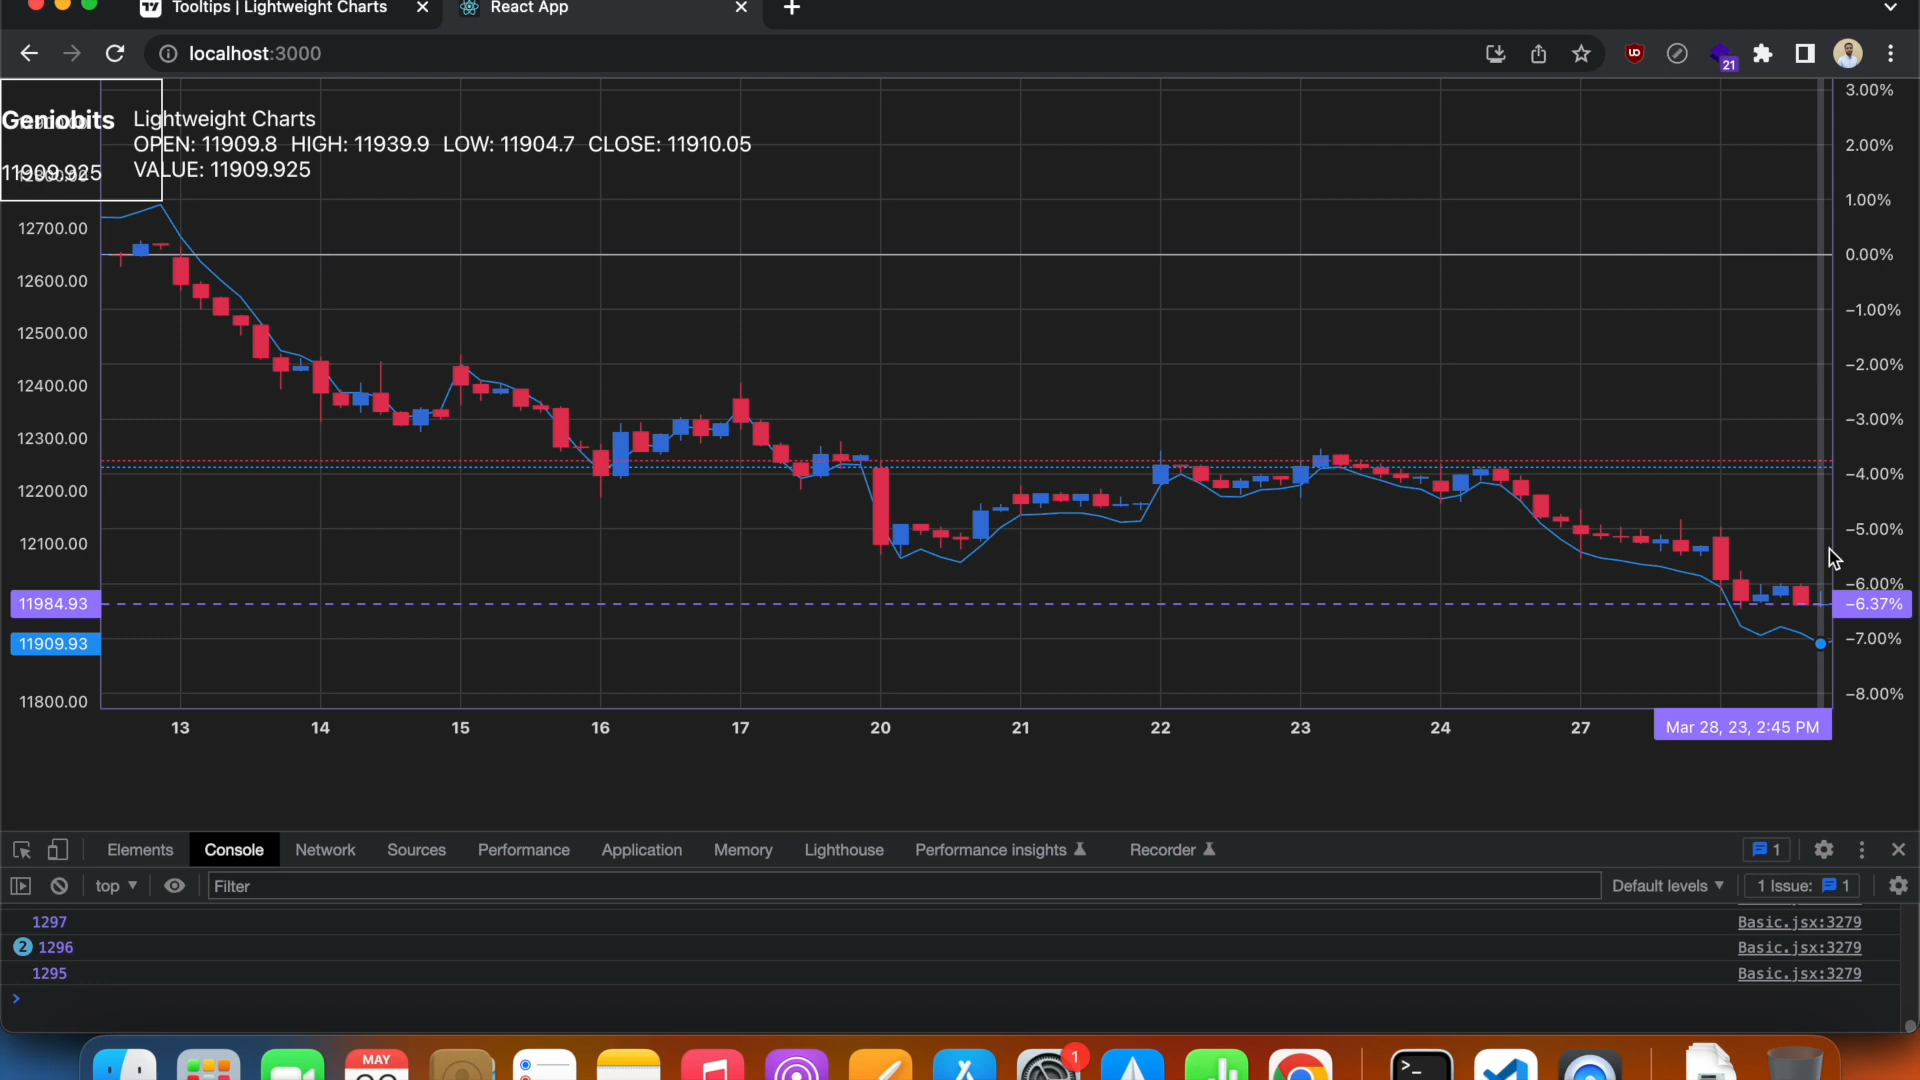 Tooltips | Lightweight Charts
React App
localhost:3000
21
Geniobits
11909.925
Lightweight Charts
OPEN: 11909.8 HIGH: 11939.9 LOW: 11904.7 CLOSE: 11910.05
VALUE: 11909.925
12700.00
12600.00
12500.00
12400.00
12300.00
12200.00
12100.00
11984.93
11909.93
11800.00
3.00%
2.00%
1.00%
0.00%
−1.00%
−2.00%
−3.00%
−4.00%
−5.00%
−6.00%
−6.37%
−7.00%
−8.00%
13 14 15 16 17 20 21 22 23 24 27 Mar 28, 23, 2:45 PM
Elements Console Network Sources Performance Application Memory Lighthouse Performance insights Recorder 1
top Filter Default levels 1 Issue: 1
1297 Basic.jsx:3279
2 1296 Basic.jsx:3279
1295 Basic.jsx:3279
MAY
1